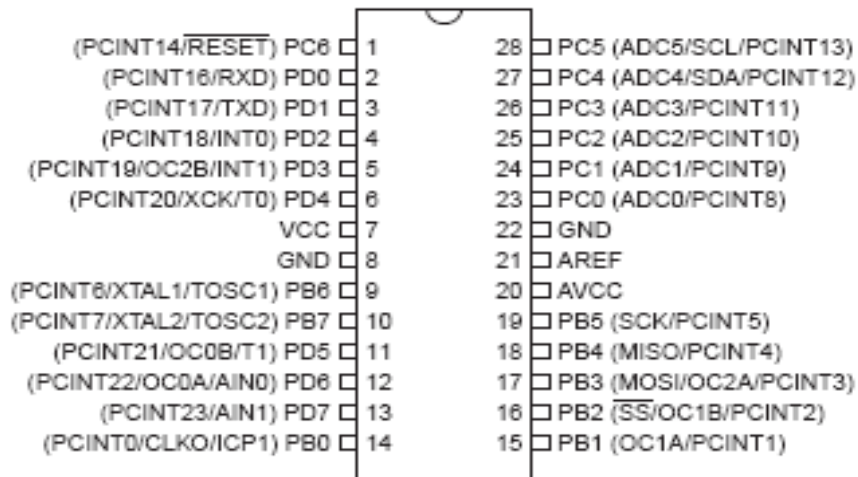 (PCINT14/RESET) PC6 1 28 PC5 (ADC5/SCL/PCINT13)
(PCINT16/RXD) PD0 2 27 PC4 (ADC4/SDA/PCINT12)
(PCINT17/TXD) PD1 3 26 PC3 (ADC3/PCINT11)
(PCINT18/INT0) PD2 4 25 PC2 (ADC2/PCINT10)
(PCINT19/OC2B/INT1) PD3 5 24 PC1 (ADC1/PCINT9)
(PCINT20/XCK/T0) PD4 6 23 PC0 (ADC0/PCINT8)
VCC 7 22 GND
GND 8 21 AREF
(PCINT6/XTAL1/TOSC1) PB6 9 20 AVCC
(PCINT7/XTAL2/TOSC2) PB7 10 19 PB5 (SCK/PCINT5)
(PCINT21/OC0B/T1) PD5 11 18 PB4 (MISO/PCINT4)
(PCINT22/OC0A/AIN0) PD6 12 17 PB3 (MOSI/OC2A/PCINT3)
(PCINT23/AIN1) PD7 13 16 PB2 (SS/OC1B/PCINT2)
(PCINT0/CLKO/ICP1) PB0 14 15 PB1 (OC1A/PCINT1)